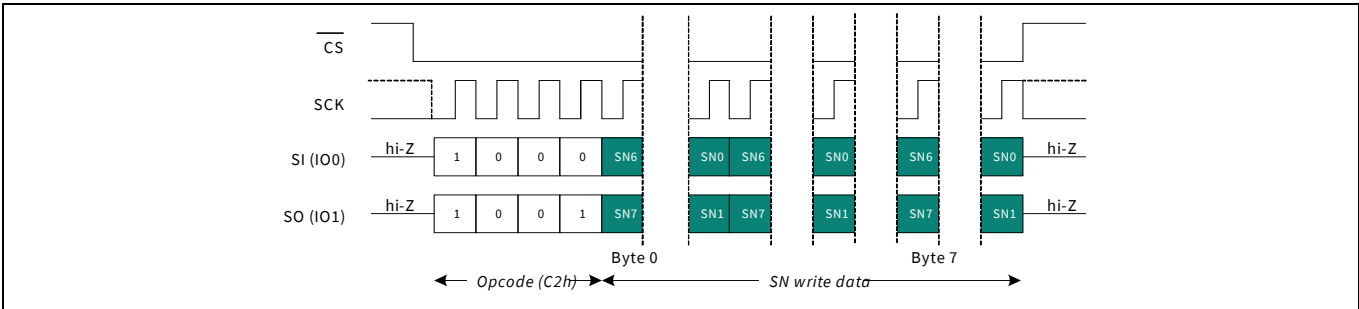 CS
SCK
SI (IO0) hi-Z 1 0 0 0 SN6 SN0 SN6 SN0 SN6 SN0 hi-Z
SO (IO1) hi-Z 1 0 0 1 SN7 SN1 SN7 SN1 SN7 SN1 hi-Z
Byte 0 Byte 7
Opcode (C2h) SN write data